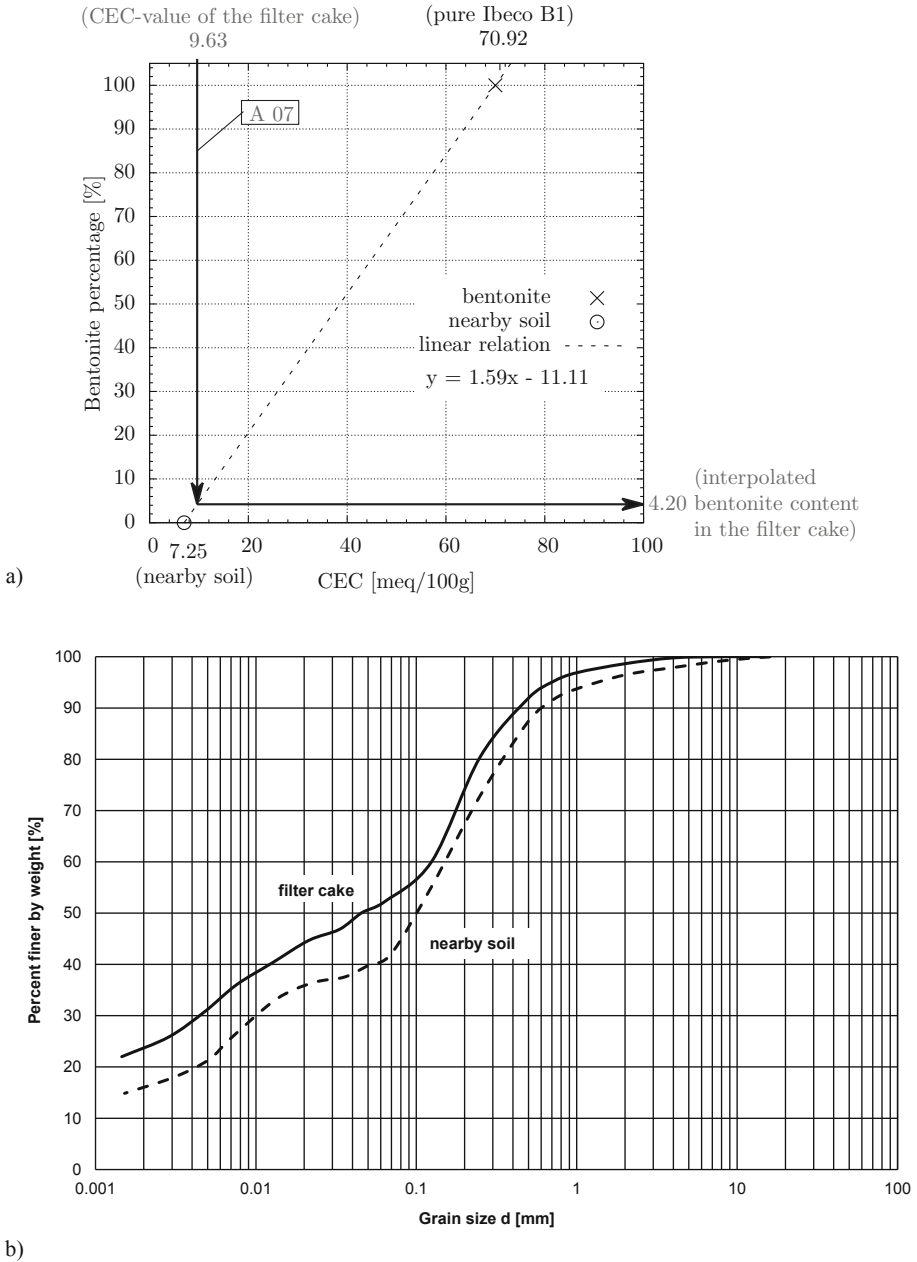 (CEC-value of the filter cake)
9.63
(pure Ibeco B1)
70.92
A 07
Bentonite percentage [%]
100
90
80
70
60
50
40
30
20
10
0
bentonite
nearby soil
linear relation
y = 1.59x - 11.11
(interpolated
4.20 bentonite content
in the filter cake)
0 20 40 60 80 100
7.25
(nearby soil)
CEC [meq/100g]
a)
Percent finer by weight [%]
100
90
80
70
60
50
40
30
20
10
0
filter cake
nearby soil
0.001 0.01 0.1 1 10 100
Grain size d [mm]
b)